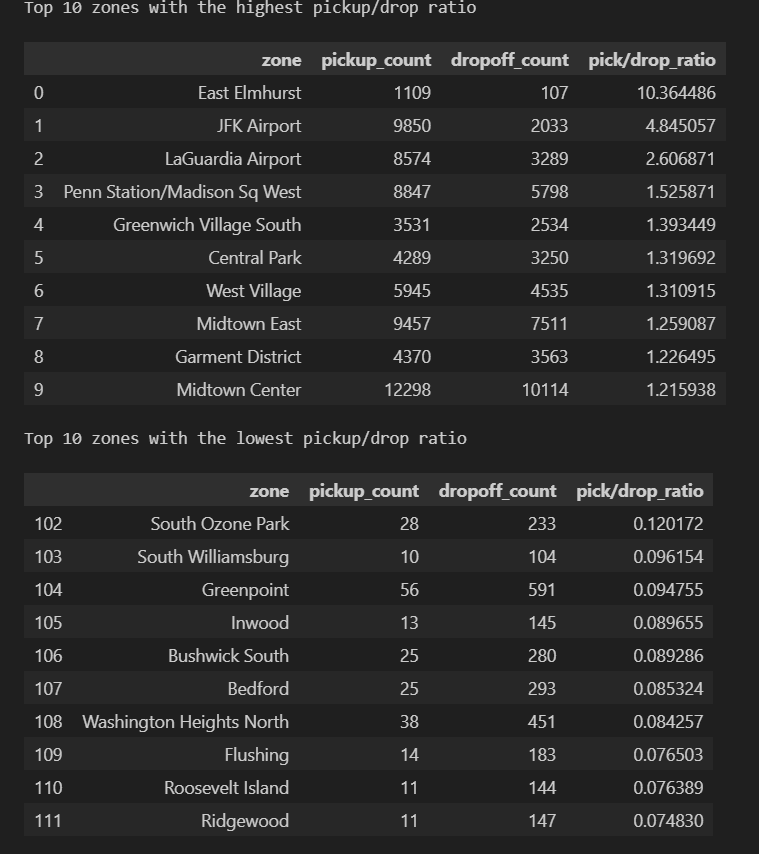 Top 10 zones with the highest pickup/drop ratio
zone pickup_count dropoff_count pick/drop_ratio
0 East Elmhurst 1109 107 10.364486
1 JFK Airport 9850 2033 4.845057
2 LaGuardia Airport 8574 3289 2.606871
3 Penn Station/Madison Sq West 8847 5798 1.525871
4 Greenwich Village South 3531 2534 1.393449
5 Central Park 4289 3250 1.319692
6 West Village 5945 4535 1.310915
7 Midtown East 9457 7511 1.259087
8 Garment District 4370 3563 1.226495
9 Midtown Center 12298 10114 1.215938
Top 10 zones with the lowest pickup/drop ratio
zone pickup_count dropoff_count pick/drop_ratio
102 South Ozone Park 28 233 0.120172
103 South Williamsburg 10 104 0.096154
104 Greenpoint 56 591 0.094755
105 Inwood 13 145 0.089655
106 Bushwick South 25 280 0.089286
107 Bedford 25 293 0.085324
108 Washington Heights North 38 451 0.084257
109 Flushing 14 183 0.076503
110 Roosevelt Island 11 144 0.076389
111 Ridgewood 11 147 0.074830